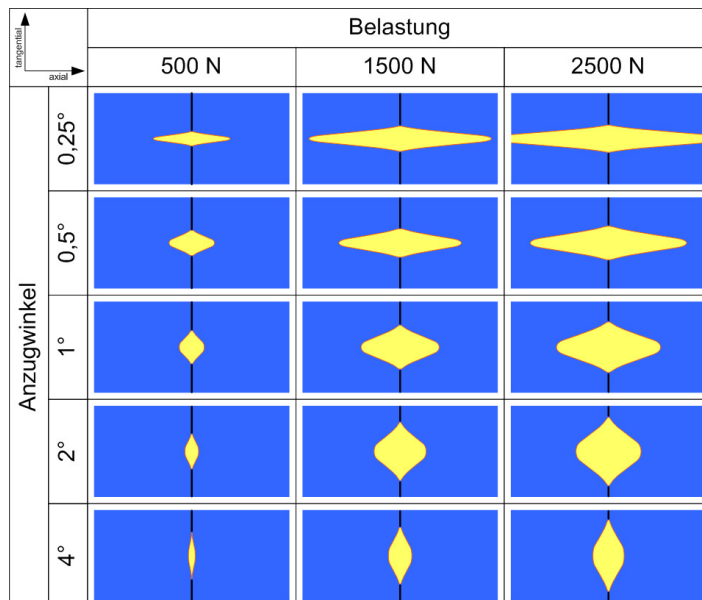 tangential
axial
Belastung
500 N
1500 N
2500 N
Anzugwinkel
0,25°
0,5°
1°
2°
4°